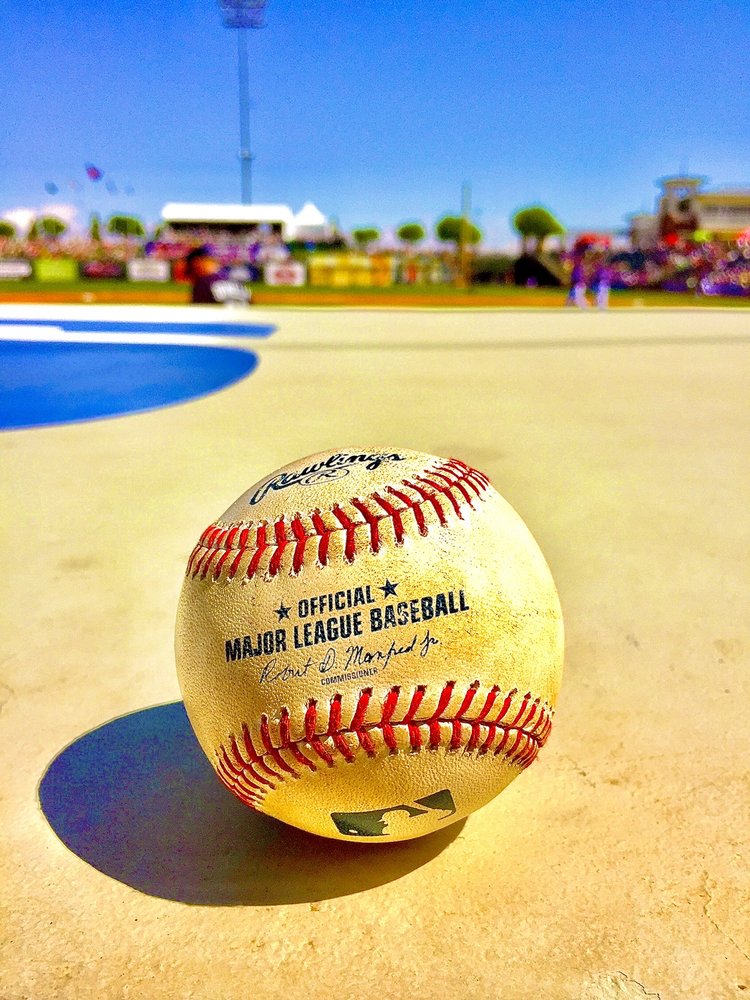 Rawlings
R
★ OFFICIAL ★
MAJOR LEAGUE BASEBALL
Robert D. Manfred Jr.
COMMISSIONER